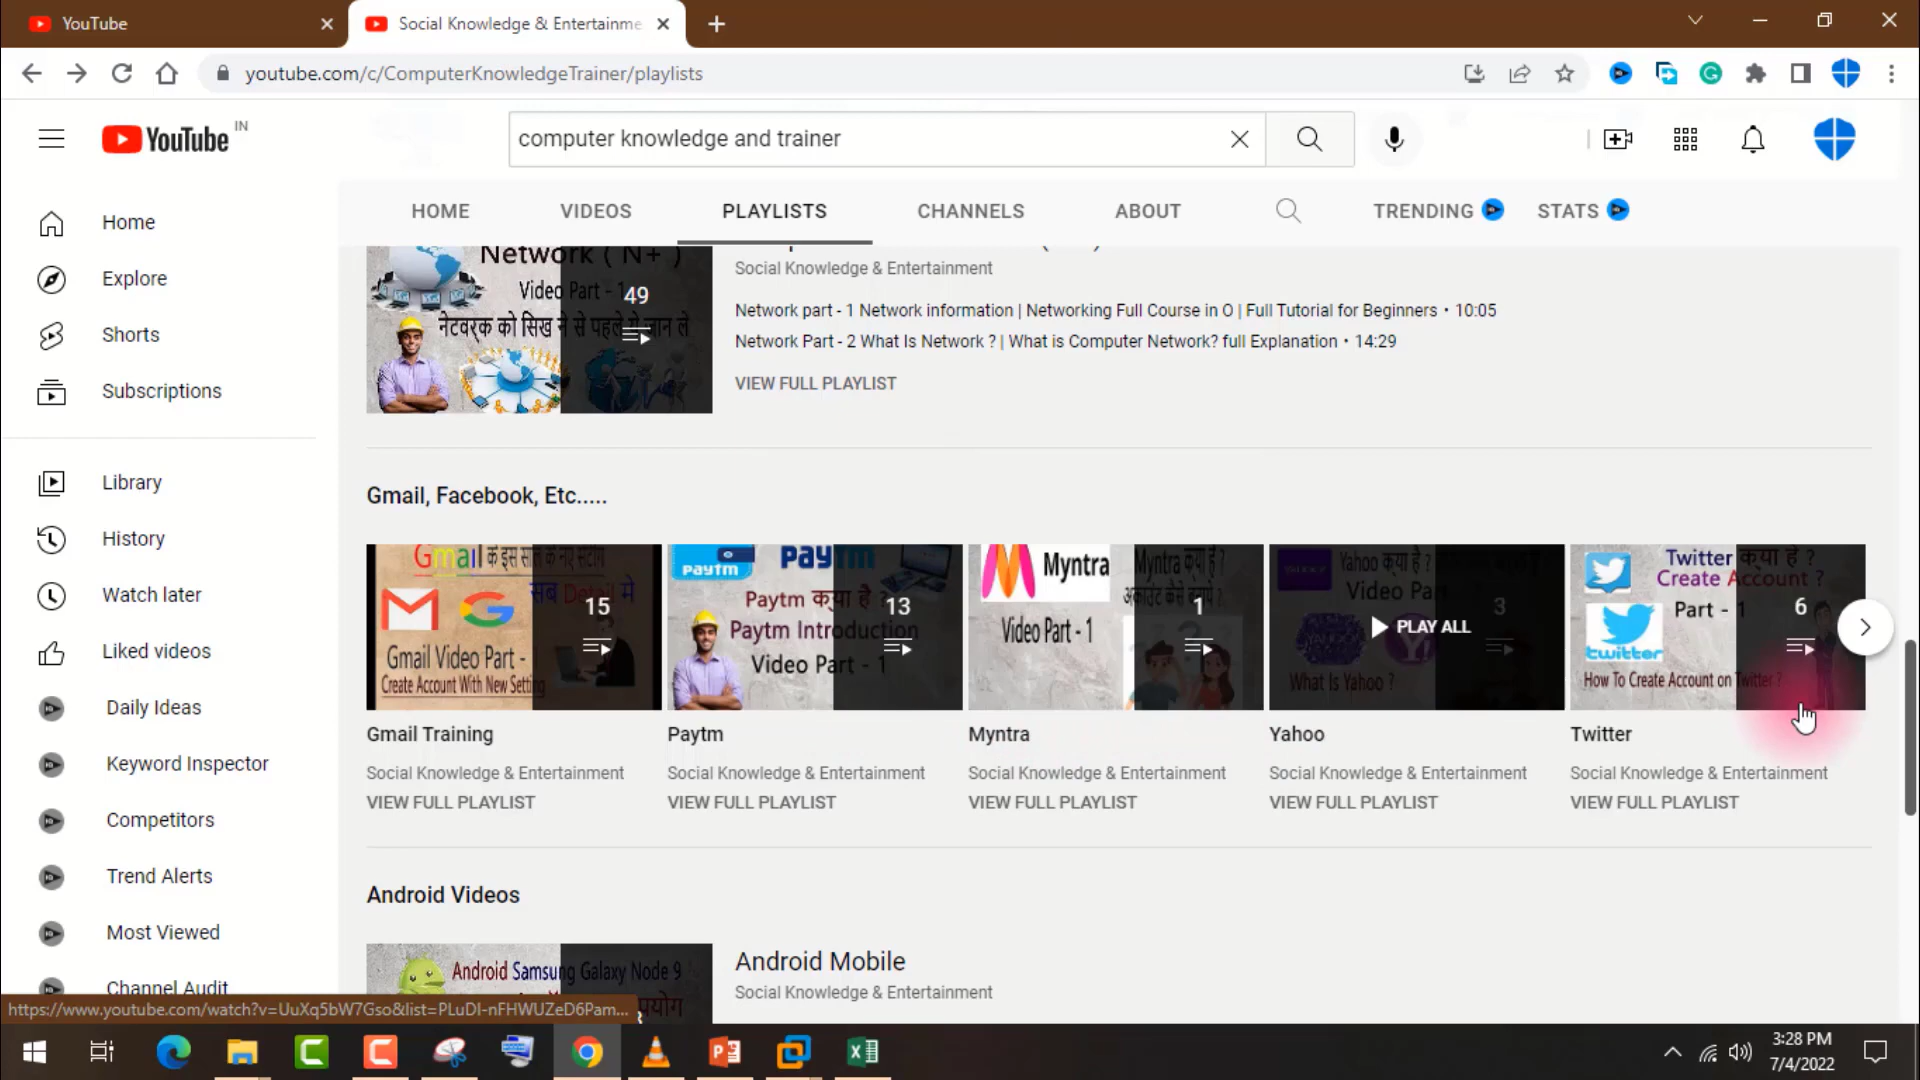 YouTube
Social Knowledge & Entertainme
youtube.com/c/ComputerKnowledgeTrainer/playlists
YouTube IN
computer knowledge and trainer
HOME
VIDEOS
PLAYLISTS
CHANNELS
ABOUT
TRENDING
STATS
Home
Explore
Shorts
Subscriptions
Library
History
Watch later
Liked videos
Daily Ideas
Keyword Inspector
Competitors
Trend Alerts
Most Viewed
Channel Audit
Network ( N+ )
Video Part - 1
49
नेटवर्क को सिख ने से पहले ये जान ले
Social Knowledge & Entertainment
Network part - 1 Network information | Networking Full Course in O | Full Tutorial for Beginners • 10:05
Network Part - 2 What Is Network ? | What is Computer Network? full Explanation • 14:29
VIEW FULL PLAYLIST
Gmail, Facebook, Etc.....
Gmail के इस साल के नए सेटिंग
सब Detail मे
15
Gmail Video Part -
Create Account With New Setting
Gmail Training
Social Knowledge & Entertainment
VIEW FULL PLAYLIST
paytm
Paytm
Paytm क्या है ?
Paytm Introduction
Video Part - 1
13
Paytm
Social Knowledge & Entertainment
VIEW FULL PLAYLIST
Myntra
Myntra क्या है ?
अकाउंट कैसे बनाये ?
Video Part - 1
1
Myntra
Social Knowledge & Entertainment
VIEW FULL PLAYLIST
Yahoo क्या है ?
Video Part
3
PLAY ALL
What Is Yahoo ?
Yahoo
Social Knowledge & Entertainment
VIEW FULL PLAYLIST
Twitter क्या है ?
Create Account ?
Part - 1
6
twitter
How To Create Account on Twitter ?
Twitter
Social Knowledge & Entertainment
VIEW FULL PLAYLIST
Android Videos
Android Samsung Galaxy Node 9
Android Mobile
Social Knowledge & Entertainment
https://www.youtube.com/watch?v=UuXq5bW7Gso&list=PLuDI-nFHWUZeD6Pam...
3:28 PM
7/4/2022